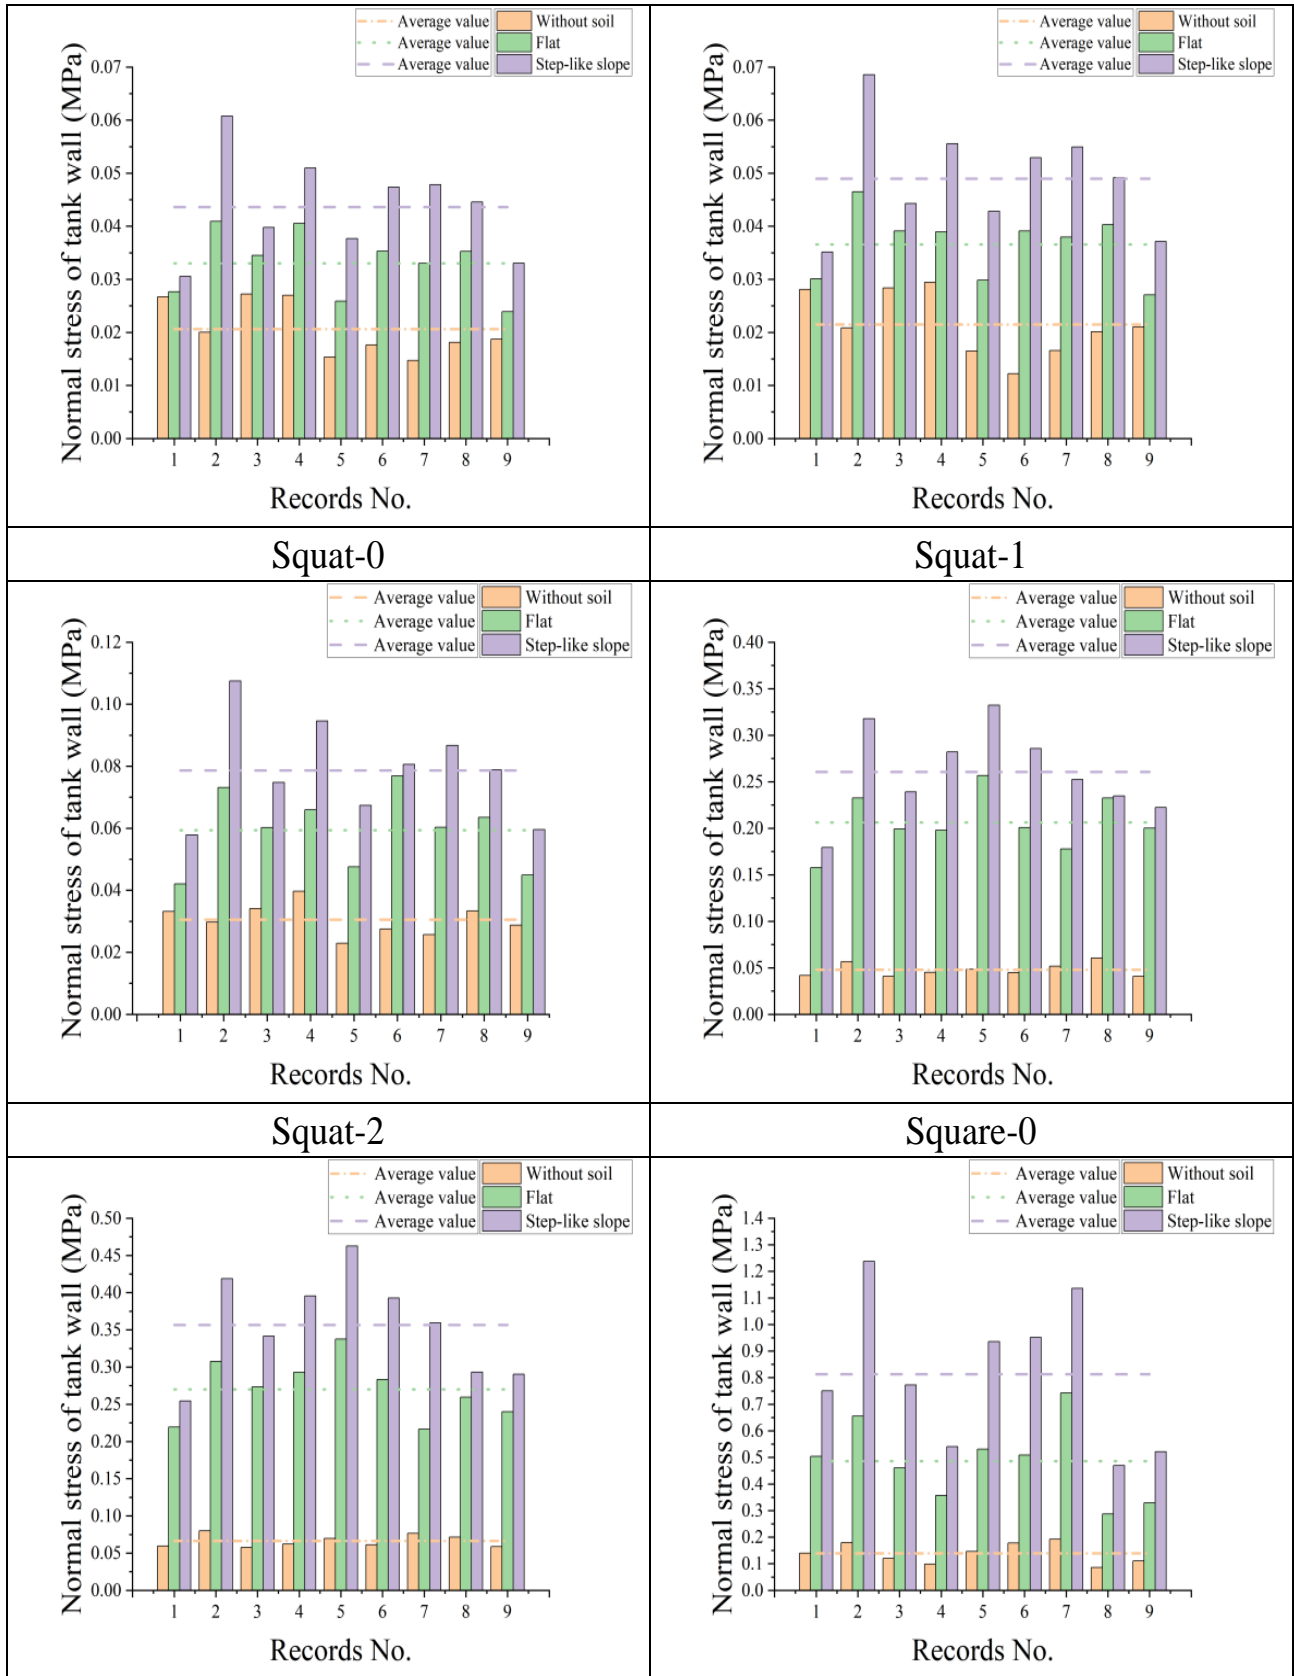 Average value Without soil
Average value Flat
Average value Step-like slope
Normal stress of tank wall (MPa)
0.07
0.06
0.05
0.04
0.03
0.02
0.01
0.00
1 2 3 4 5 6 7 8 9
Records No.
Average value Without soil
Average value Flat
Average value Step-like slope
Normal stress of tank wall (MPa)
0.07
0.06
0.05
0.04
0.03
0.02
0.01
0.00
1 2 3 4 5 6 7 8 9
Records No.
Squat-0
Squat-1
Average value Without soil
Average value Flat
Average value Step-like slope
Normal stress of tank wall (MPa)
0.12
0.10
0.08
0.06
0.04
0.02
0.00
1 2 3 4 5 6 7 8 9
Records No.
Average value Without soil
Average value Flat
Average value Step-like slope
Normal stress of tank wall (MPa)
0.40
0.35
0.30
0.25
0.20
0.15
0.10
0.05
0.00
1 2 3 4 5 6 7 8 9
Records No.
Squat-2
Square-0
Average value Without soil
Average value Flat
Average value Step-like slope
Normal stress of tank wall (MPa)
0.50
0.45
0.40
0.35
0.30
0.25
0.20
0.15
0.10
0.05
0.00
1 2 3 4 5 6 7 8 9
Records No.
Average value Without soil
Average value Flat
Average value Step-like slope
Normal stress of tank wall (MPa)
1.4
1.3
1.2
1.1
1.0
0.9
0.8
0.7
0.6
0.5
0.4
0.3
0.2
0.1
0.0
1 2 3 4 5 6 7 8 9
Records No.